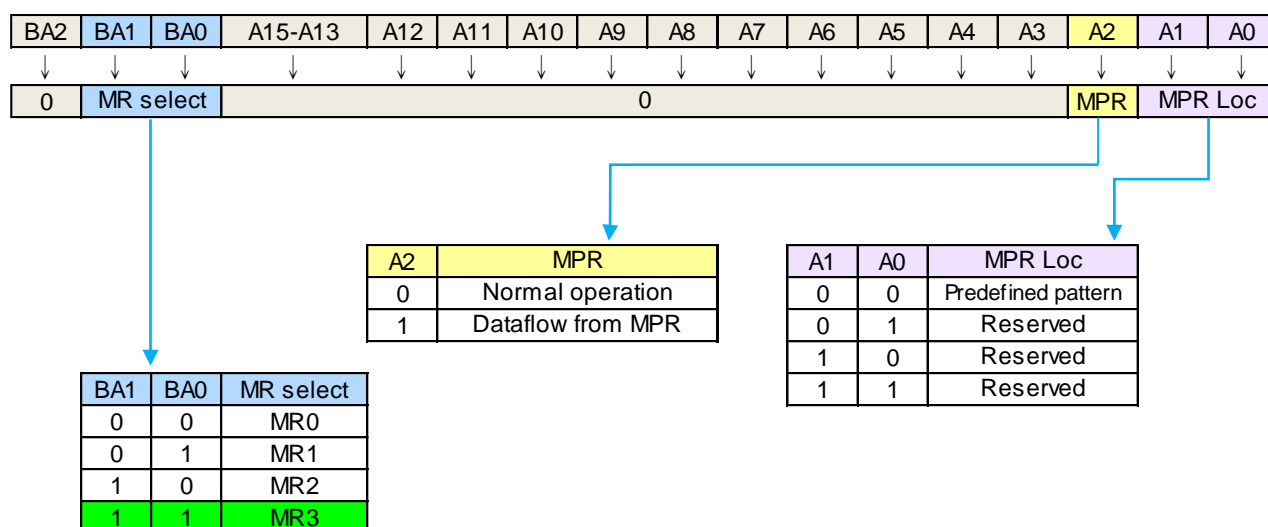 BA2 BA1 BA0 A15-A13 A12 A11 A10 A9 A8 A7 A6 A5 A4 A3 A2 A1 A0
0 MR select 0 MPR MPR Loc
A2 MPR
0 Normal operation
1 Dataflow from MPR
A1 A0 MPR Loc
0 0 Predefined pattern
0 1 Reserved
1 0 Reserved
1 1 Reserved
BA1 BA0 MR select
0 0 MR0
0 1 MR1
1 0 MR2
1 1 MR3